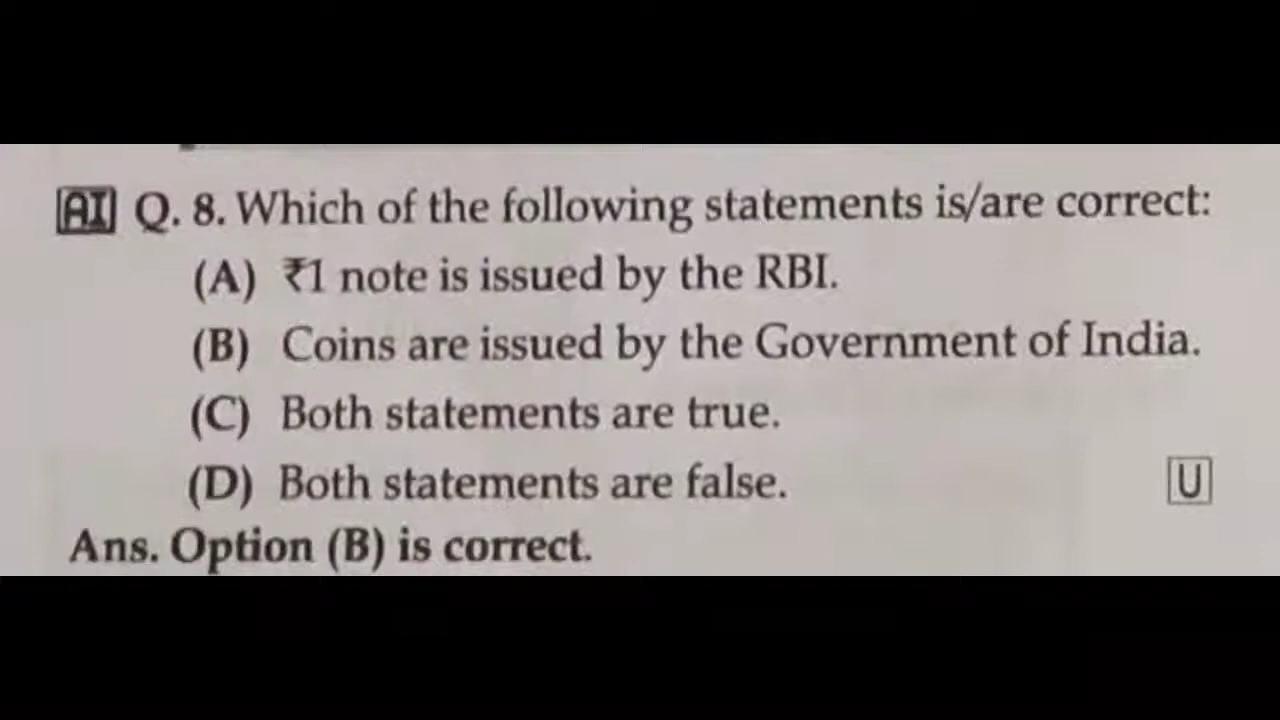 AI Q. 8. Which of the following statements is/are correct:
(A) ₹1 note is issued by the RBI.
(B) Coins are issued by the Government of India.
(C) Both statements are true.
(D) Both statements are false. U
Ans. Option (B) is correct.